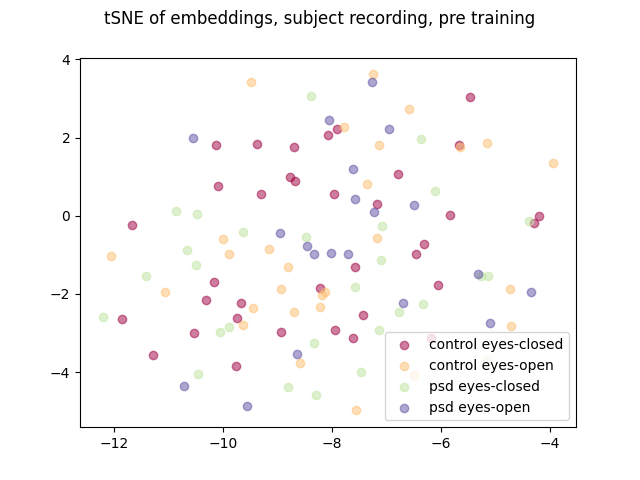 tSNE of embeddings, subject recording, pre training
4
2
0
−2
−4
−12
−10
−8
−6
−4
control eyes-closed
control eyes-open
psd eyes-closed
psd eyes-open